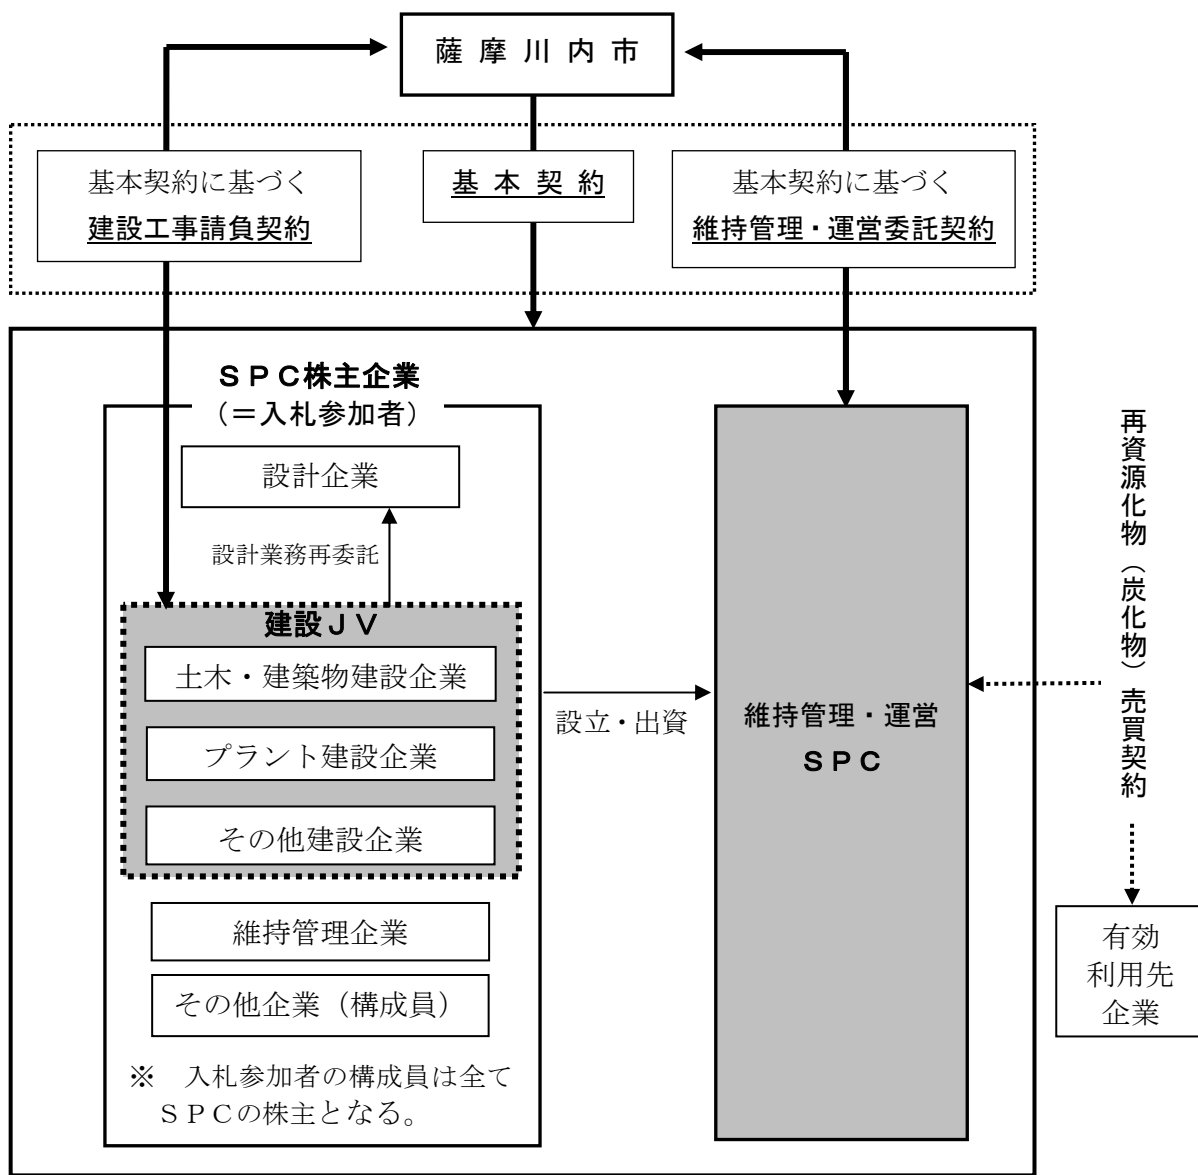 薩摩川内市
基本契約に基づく
建設工事請負契約
基本契約
基本契約に基づく
維持管理・運営委託契約
ＳＰＣ株主企業
（＝入札参加者）
設計企業
設計業務再委託
建設ＪＶ
土木・建築物建設企業
プラント建設企業
その他建設企業
維持管理企業
その他企業（構成員）
※　入札参加者の構成員は全て
ＳＰＣの株主となる。
設立・出資
維持管理・運営
ＳＰＣ
再資源化物（炭化物）売買契約
有効
利用先
企業